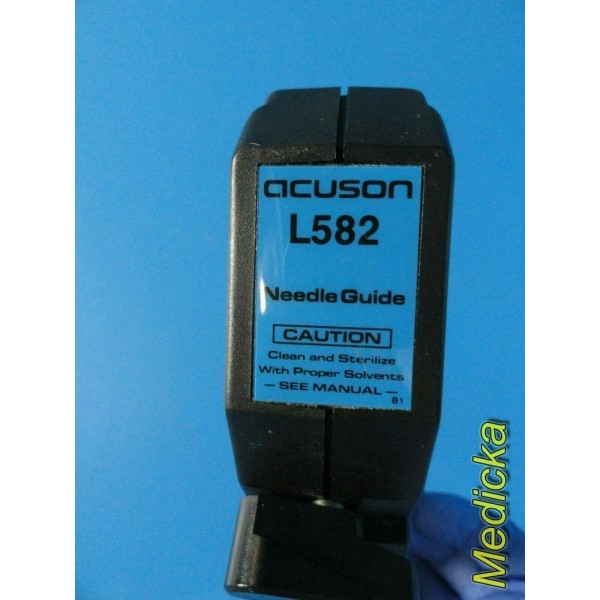 acuson
L582
Needle Guide
CAUTION
Clean and Sterilize
With Proper Solvents
— SEE MANUAL —
81
Medicka